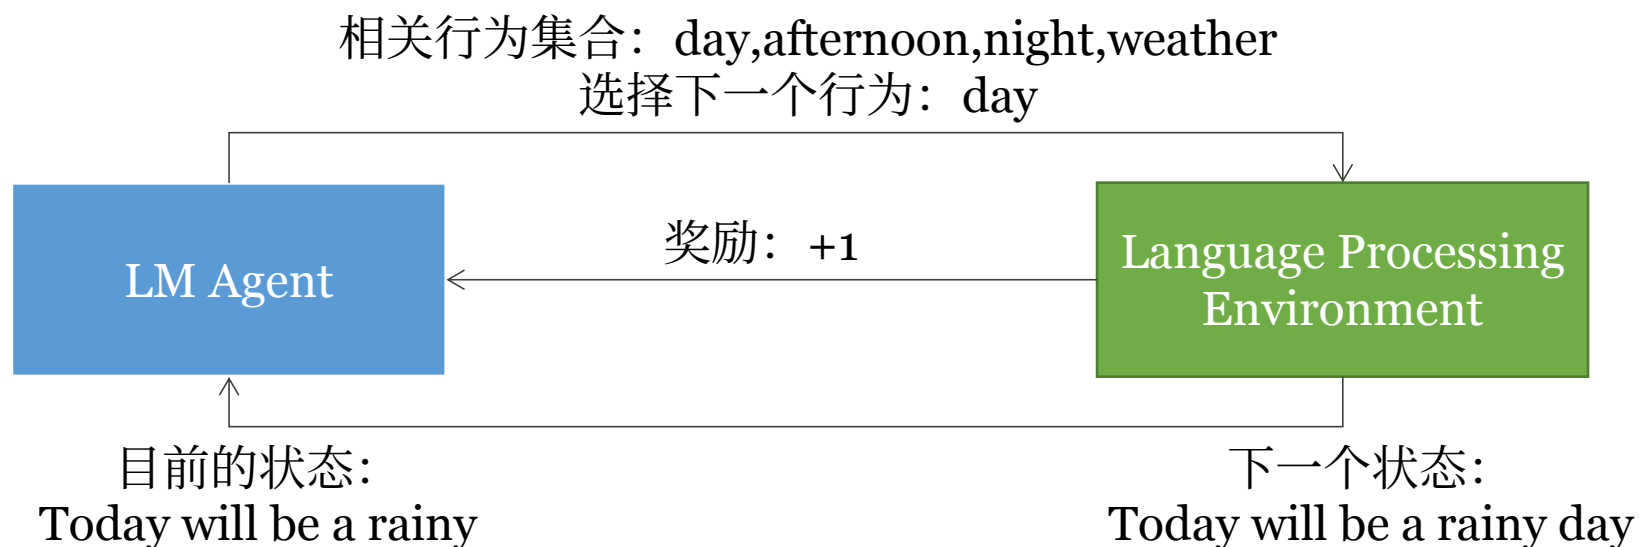 相关行为集合：day,afternoon,night,weather
选择下一个行为：day
奖励：+1
LM Agent
Language Processing
Environment
目前的状态：
Today will be a rainy
下一个状态：
Today will be a rainy day